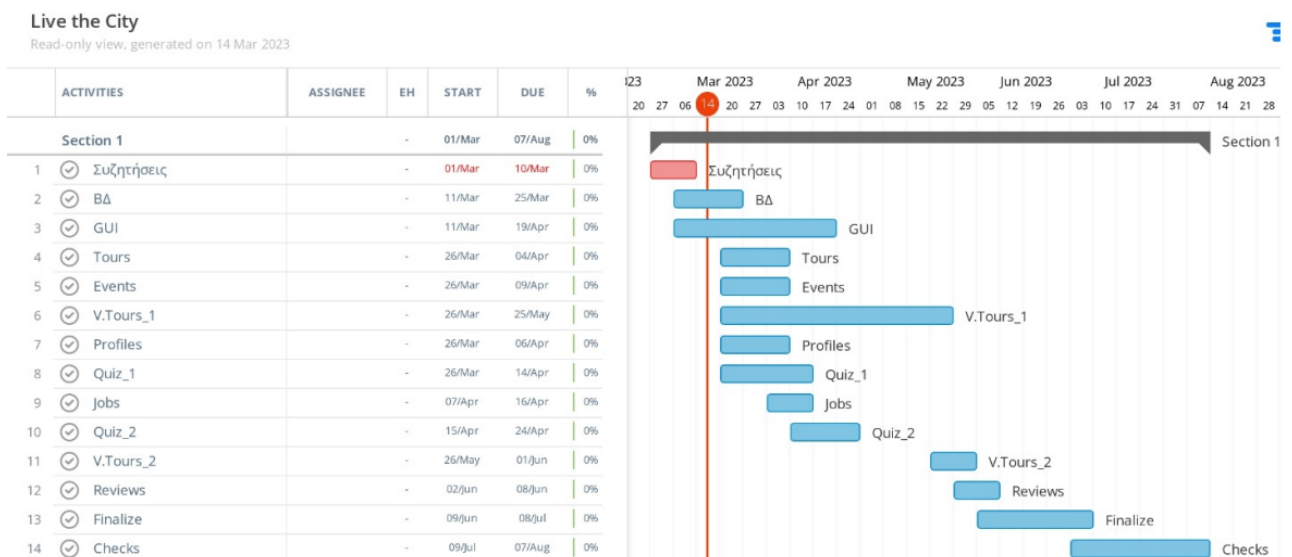 Live the City
Read-only view, generated on 14 Mar 2023
ACTIVITIES ASSIGNEE EH START DUE %
023 Mar 2023 Apr 2023 May 2023 Jun 2023 Jul 2023 Aug 2023
20 27 06 14 20 27 03 10 17 24 01 08 15 22 29 05 12 19 26 03 10 17 24 31 07 14 21 28
Section 1 - 01/Mar 07/Aug 0% Section 1
1 Συζητήσεις - 01/Mar 10/Mar 0% Συζητήσεις
2 ΒΔ - 11/Mar 25/Mar 0% ΒΔ
3 GUI - 11/Mar 19/Apr 0% GUI
4 Tours - 26/Mar 04/Apr 0% Tours
5 Events - 26/Mar 09/Apr 0% Events
6 V.Tours_1 - 26/Mar 25/May 0% V.Tours_1
7 Profiles - 26/Mar 06/Apr 0% Profiles
8 Quiz_1 - 26/Mar 14/Apr 0% Quiz_1
9 Jobs - 07/Apr 16/Apr 0% Jobs
10 Quiz_2 - 15/Apr 24/Apr 0% Quiz_2
11 V.Tours_2 - 26/May 01/Jun 0% V.Tours_2
12 Reviews - 02/Jun 08/Jun 0% Reviews
13 Finalize - 09/Jun 08/Jul 0% Finalize
14 Checks - 09/Jul 07/Aug 0% Checks